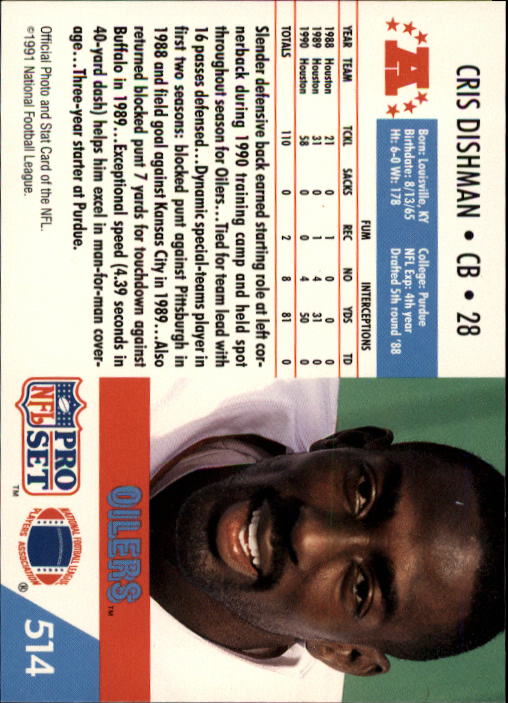 CRIS DISHMAN • CB • 28
A
Born: Louisville, KY
Birthdate: 8/13/65
Ht: 6-0 Wt: 178
College: Purdue
NFL Exp: 4th year
Drafted 5th round '88
FUM INTERCEPTIONS
YEAR TEAM TCKL SACKS REC NO YDS TD
1988 Houston 21 0 1 0 0 0
1989 Houston 31 0 1 4 31 0
1990 Houston 58 0 0 4 50 0
TOTALS 110 0 2 8 81 0
Slender defensive back earned starting role at left cor-
nerback during 1990 training camp and held spot
throughout season for Oilers...Tied for team lead with
16 passes defensed...Dynamic special-teams player in
first two seasons: blocked punt against Pittsburgh in
1988 and field goal against Kansas City in 1989...Also
returned blocked punt 7 yards for touchdown against
Buffalo in 1989...Exceptional speed (4.39 seconds in
40-yard dash) helps him excel in man-for-man cover-
age...Three-year starter at Purdue.
Official Photo and Stat Card of the NFL.
©1991 National Football League.
OILERS™
PRO
NFL SET™
NATIONAL FOOTBALL LEAGUE
PLAYERS ASSOCIATION ®
514